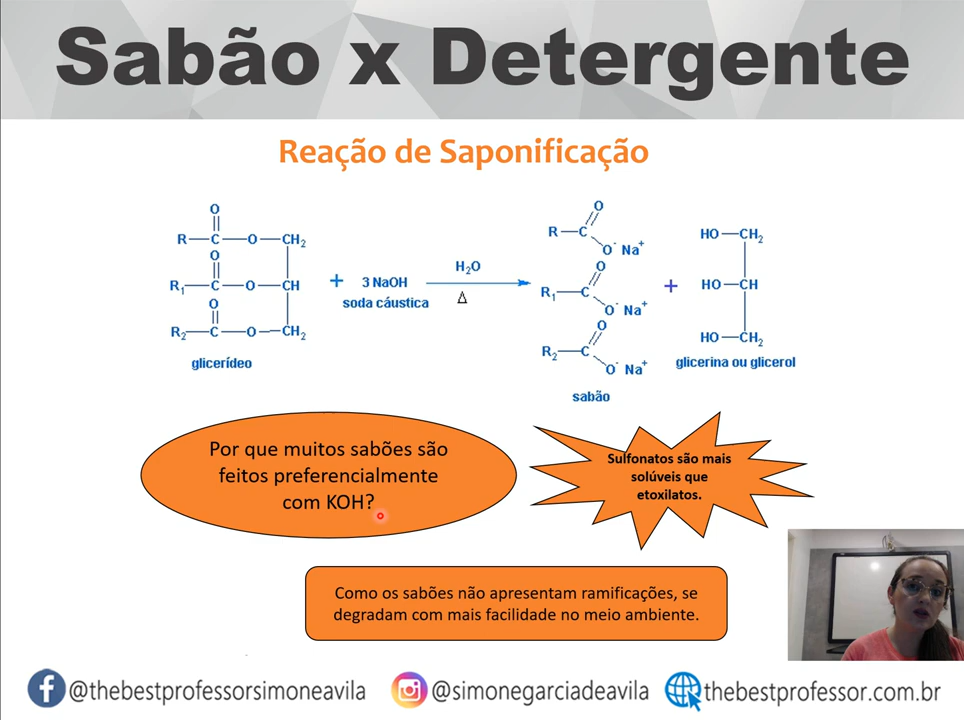 Sabão x Detergente
Reação de Saponificação
O
R—C—O—CH₂
O
R₁—C—O—CH
O
R₂—C—O—CH₂
glicerídeo
+
3 NaOH
soda cáustica
H₂O
Δ
O
R—C
O⁻ Na⁺
O
R₁—C
O⁻ Na⁺
O
R₂—C
O⁻ Na⁺
sabão
+
HO—CH₂
HO—CH
HO—CH₂
glicerina ou glicerol
Por que muitos sabões são
feitos preferencialmente
com KOH?
Sulfonatos são mais
solúveis que
etoxilatos.
Como os sabões não apresentam ramificações, se
degradam com mais facilidade no meio ambiente.
@thebestprofessorsimoneavila
@simonegarciadeavila
thebestprofessor.com.br